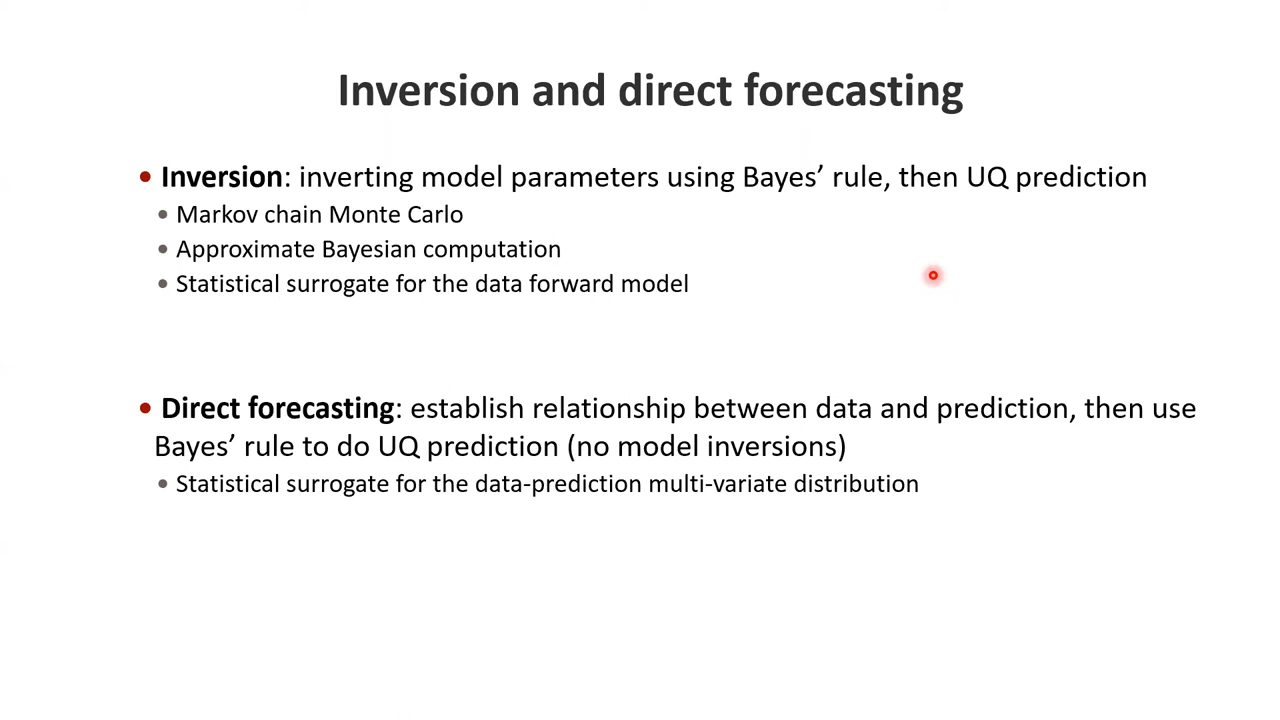 Inversion and direct forecasting
• Inversion: inverting model parameters using Bayes’ rule, then UQ prediction
• Markov chain Monte Carlo
• Approximate Bayesian computation
• Statistical surrogate for the data forward model
• Direct forecasting: establish relationship between data and prediction, then use
Bayes’ rule to do UQ prediction (no model inversions)
• Statistical surrogate for the data-prediction multi-variate distribution